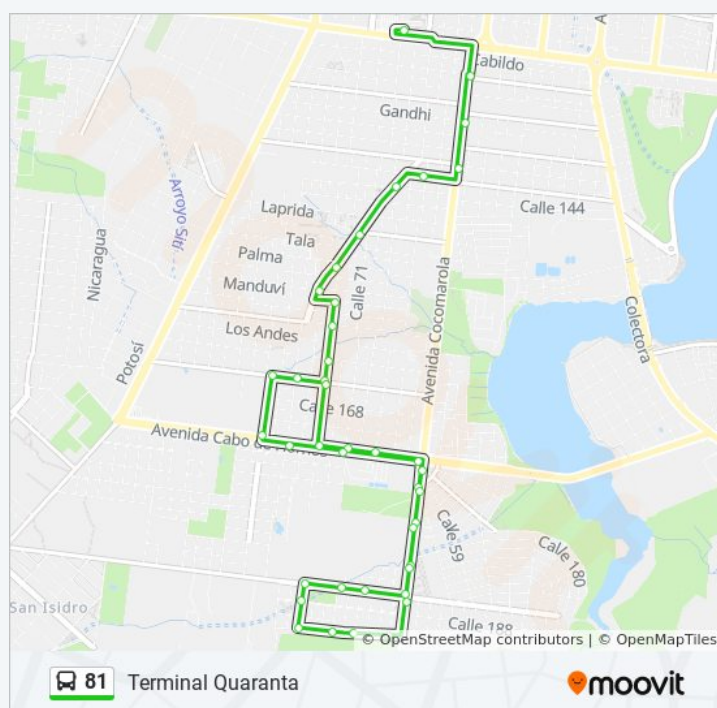 A
Cabildo
Gandhi
Laprida
Calle 144
Arroyo Sití
Tala
Palma
Nicaragua
Manduví
Calle 71
Avenida Cocomarola
Colectora
Los Andes
Potosí
Calle 168
Avenida Cabo de Hornos
Calle 59
Calle 180
San Isidro
Calle 188
© OpenStreetMap contributors | © OpenMapTiles
81 Terminal Quaranta
moovit